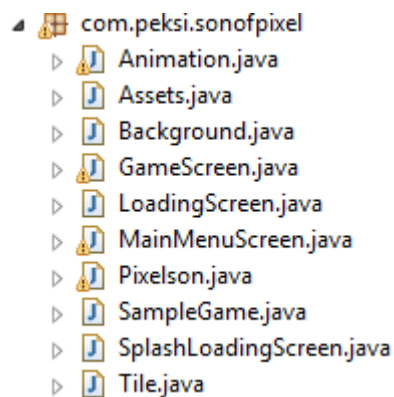 com.peksi.sonofpixel
Animation.java
Assets.java
Background.java
GameScreen.java
LoadingScreen.java
MainMenuScreen.java
Pixelson.java
SampleGame.java
SplashLoadingScreen.java
Tile.java